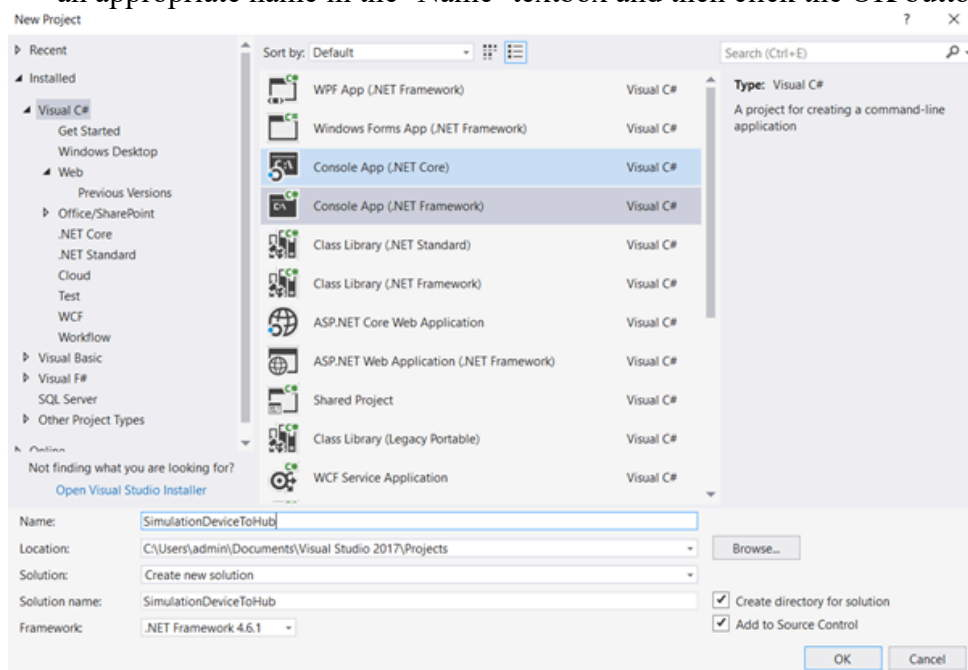 an appropriate name in the "Name" textbox and then click the OK butto
New Project
? ×
Recent
Installed
Visual C#
Get Started
Windows Desktop
Web
Previous Versions
Office/SharePoint
.NET Core
.NET Standard
Cloud
Test
WCF
Workflow
Visual Basic
Visual F#
SQL Server
Other Project Types
Online
Not finding what you are looking for?
Open Visual Studio Installer
Sort by: Default
WPF App (.NET Framework) Visual C#
Windows Forms App (.NET Framework) Visual C#
Console App (.NET Core) Visual C#
Console App (.NET Framework) Visual C#
Class Library (.NET Standard) Visual C#
Class Library (.NET Framework) Visual C#
ASP.NET Core Web Application Visual C#
ASP.NET Web Application (.NET Framework) Visual C#
Shared Project Visual C#
Class Library (Legacy Portable) Visual C#
WCF Service Application Visual C#
Search (Ctrl+E)
Type: Visual C#
A project for creating a command-line
application
Name: SimulationDeviceToHub
Location: C:\Users\admin\Documents\Visual Studio 2017\Projects
Browse...
Solution: Create new solution
Solution name: SimulationDeviceToHub
Create directory for solution
Framework: .NET Framework 4.6.1
Add to Source Control
OK Cancel